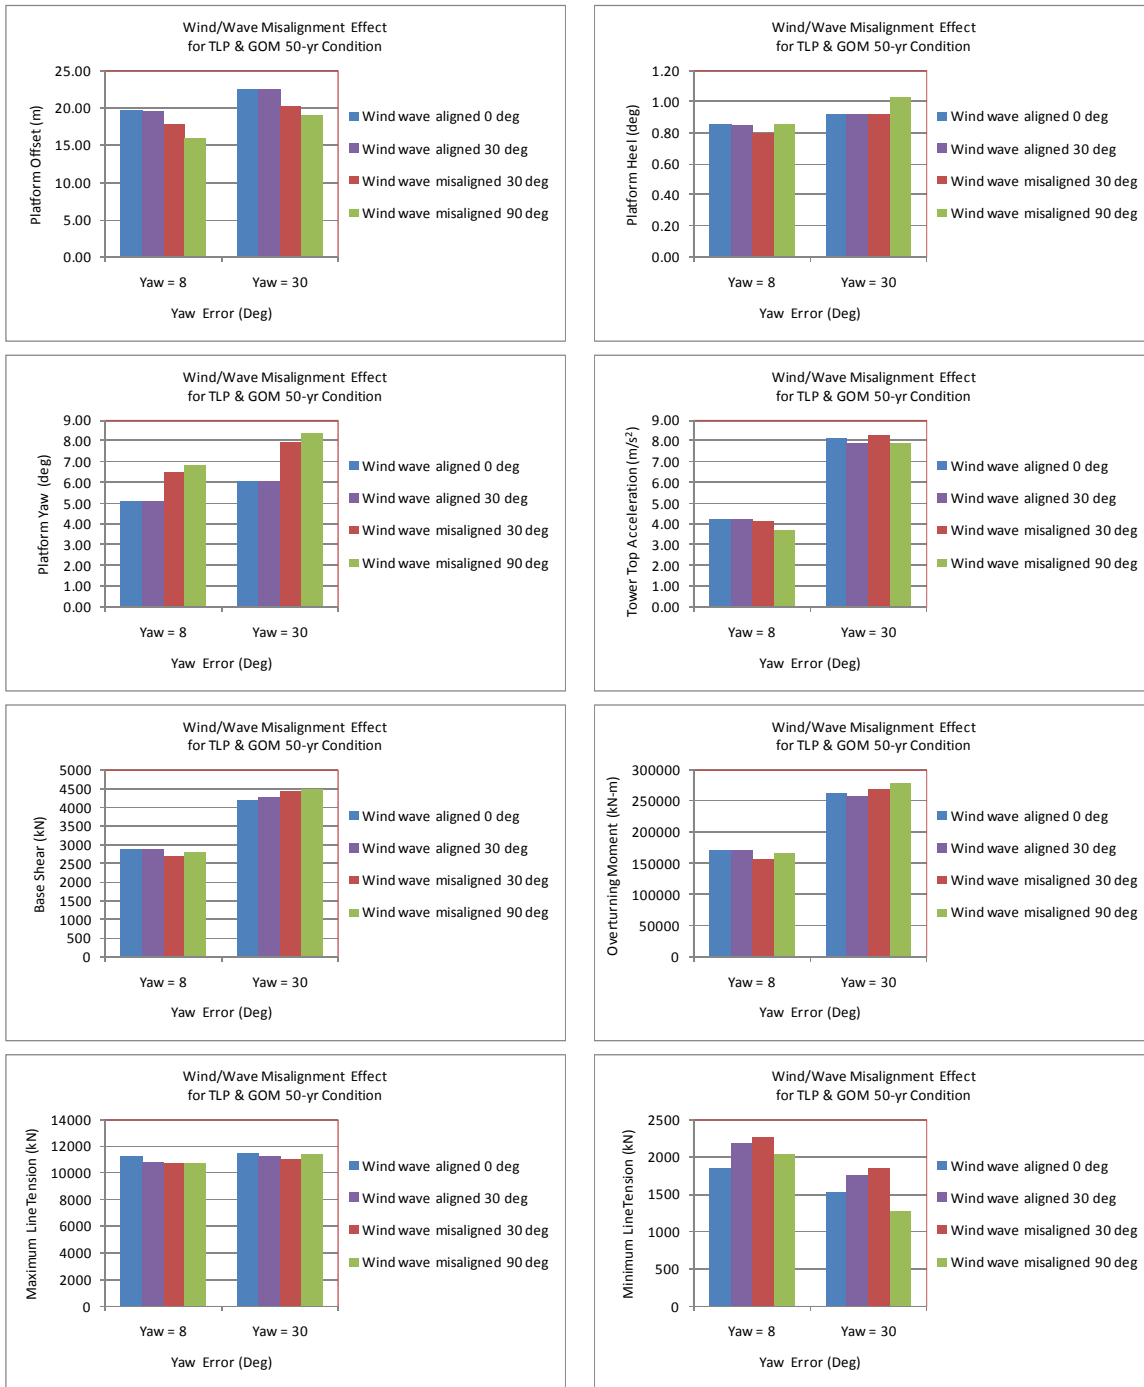 Wind/Wave Misalignment Effect
for TLP & GOM 50-yr Condition
Platform Offset (m)
25.00
20.00
15.00
10.00
5.00
0.00
Yaw = 8
Yaw = 30
Yaw Error (Deg)
Wind wave aligned 0 deg
Wind wave aligned 30 deg
Wind wave misaligned 30 deg
Wind wave misaligned 90 deg
Wind/Wave Misalignment Effect
for TLP & GOM 50-yr Condition
Platform Heel (deg)
1.20
1.00
0.80
0.60
0.40
0.20
0.00
Yaw = 8
Yaw = 30
Yaw Error (Deg)
Wind wave aligned 0 deg
Wind wave aligned 30 deg
Wind wave misaligned 30 deg
Wind wave misaligned 90 deg
Wind/Wave Misalignment Effect
for TLP & GOM 50-yr Condition
Platform Yaw (deg)
9.00
8.00
7.00
6.00
5.00
4.00
3.00
2.00
1.00
0.00
Yaw = 8
Yaw = 30
Yaw Error (Deg)
Wind wave aligned 0 deg
Wind wave aligned 30 deg
Wind wave misaligned 30 deg
Wind wave misaligned 90 deg
Wind/Wave Misalignment Effect
for TLP & GOM 50-yr Condition
Tower Top Acceleration (m/s²)
9.00
8.00
7.00
6.00
5.00
4.00
3.00
2.00
1.00
0.00
Yaw = 8
Yaw = 30
Yaw Error (Deg)
Wind wave aligned 0 deg
Wind wave aligned 30 deg
Wind wave misaligned 30 deg
Wind wave misaligned 90 deg
Wind/Wave Misalignment Effect
for TLP & GOM 50-yr Condition
Base Shear (kN)
5000
4500
4000
3500
3000
2500
2000
1500
1000
500
0
Yaw = 8
Yaw = 30
Yaw Error (Deg)
Wind wave aligned 0 deg
Wind wave aligned 30 deg
Wind wave misaligned 30 deg
Wind wave misaligned 90 deg
Wind/Wave Misalignment Effect
for TLP & GOM 50-yr Condition
Overturning Moment (kN-m)
300000
250000
200000
150000
100000
50000
0
Yaw = 8
Yaw = 30
Yaw Error (Deg)
Wind wave aligned 0 deg
Wind wave aligned 30 deg
Wind wave misaligned 30 deg
Wind wave misaligned 90 deg
Wind/Wave Misalignment Effect
for TLP & GOM 50-yr Condition
Maximum Line Tension (kN)
14000
12000
10000
8000
6000
4000
2000
0
Yaw = 8
Yaw = 30
Yaw Error (Deg)
Wind wave aligned 0 deg
Wind wave aligned 30 deg
Wind wave misaligned 30 deg
Wind wave misaligned 90 deg
Wind/Wave Misalignment Effect
for TLP & GOM 50-yr Condition
Minimum Line Tension (kN)
2500
2000
1500
1000
500
0
Yaw = 8
Yaw = 30
Yaw Error (Deg)
Wind wave aligned 0 deg
Wind wave aligned 30 deg
Wind wave misaligned 30 deg
Wind wave misaligned 90 deg